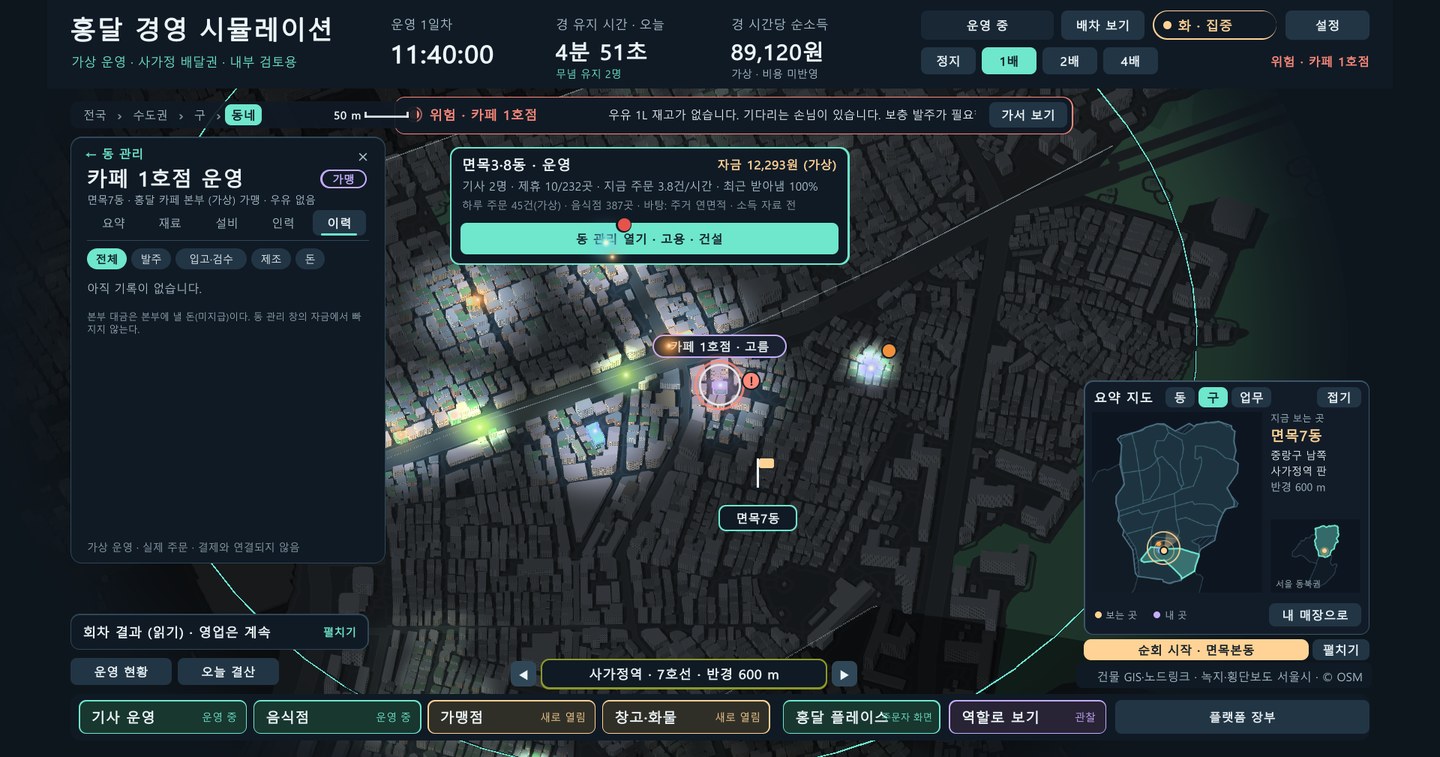 홍달 경영 시뮬레이션
가상 운영 · 사가정 배달권 · 내부 검토용
운영 1일차
11:40:00
경 유지 시간 · 오늘
4분 51초
무냄 유지 2명
경 시간당 순소득
89,120원
가상 · 비용 미반영
운영 중
배차 보기
화 · 집중
설정
정지
1배
2배
4배
위험 · 카페 1호점
전국 › 수도권 › 구 › 동네
50 m
위험 · 카페 1호점
우유 1L 재고가 없습니다. 기다리는 손님이 있습니다. 보충 발주가 필요
가서 보기
← 동 관리
×
카페 1호점 운영
가맹
면목7동 · 홍달 카페 본부 (가상) 가맹 · 우유 없음
요약
재료
설비
인력
이력
전체
발주
입고·검수
제조
돈
아직 기록이 없습니다.
본부 대금은 본부에 낼 돈(미지급)이다. 동 관리 창의 자금에서 빠
지지 않는다.
가상 운영 · 실제 주문 · 결제와 연결되지 않음
면목3·8동 · 운영
자금 12,293원 (가상)
기사 2명 · 제휴 10/232곳 · 지금 주문 3.8건/시간 · 최근 받아냄 100%
하루 주문 45건(가상) · 음식점 387곳 · 바탕: 주거 연면적 · 소득 자료 전
동 관리 열기 · 고용 · 건설
카페 1호점 · 고름
!
면목7동
요약 지도
동
구
업무
접기
지금 보는 곳
면목7동
중랑구 남쪽
사가정역 판
반경 600 m
서울 동북권
보는 곳
내 곳
내 매장으로
순회 시작 · 면목본동
펼치기
건물 GIS·노드링크 · 녹지·횡단보도 서울시 · © OSM
회차 결과 (읽기) · 영업은 계속
펼치기
운영 현황
오늘 결산
◀
사가정역 · 7호선 · 반경 600 m
▶
기사 운영
운영 중
음식점
운영 중
가맹점
새로 열림
창고·화물
새로 열림
홍달 플레이스
주문자 화면
역할로 보기
관찰
플랫폼 장부